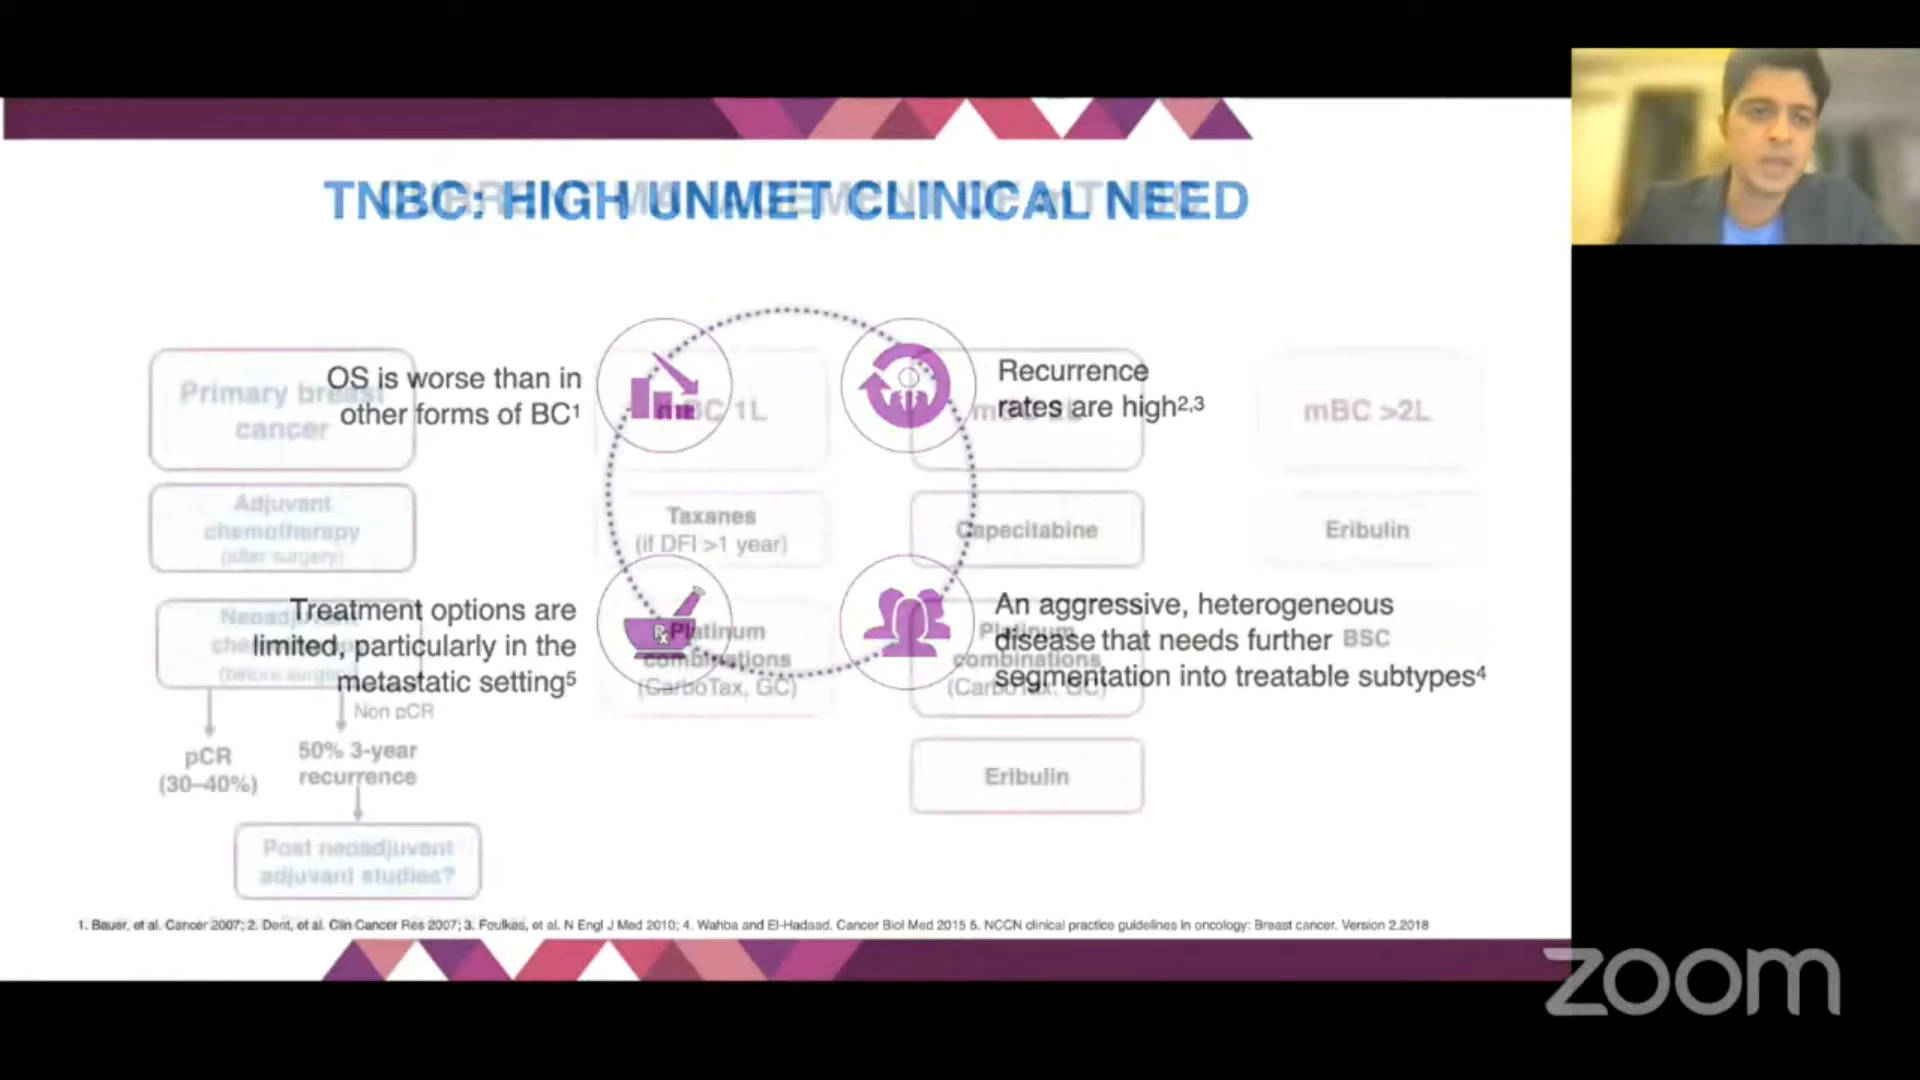 TNBC: HIGH UNMET CLINICAL NEED
OS is worse than in
other forms of BC¹
Recurrence
rates are high²,³
Treatment options are
limited, particularly in the
metastatic setting⁵
An aggressive, heterogeneous
disease that needs further
segmentation into treatable subtypes⁴
Primary breast
cancer
Adjuvant
chemotherapy
(after surgery)
pCR
(30–40%)
Non pCR
50% 3-year
recurrence
Post neoadjuvant
adjuvant studies?
mBC 1L
Taxanes
(if DFI >1 year)
Platinum
combinations
(CarboTax, GC)
Capecitabine
Platinum
combinations
(CarboTax, GC)
Eribulin
mBC >2L
Eribulin
BSC
1. Bauer, et al. Cancer 2007; 2. Dent, et al. Clin Cancer Res 2007; 3. Foulkes, et al. N Engl J Med 2010; 4. Wahba and El-Hadaad. Cancer Biol Med 2015 5. NCCN clinical practice guidelines in oncology: Breast cancer. Version 2.2018
zoom